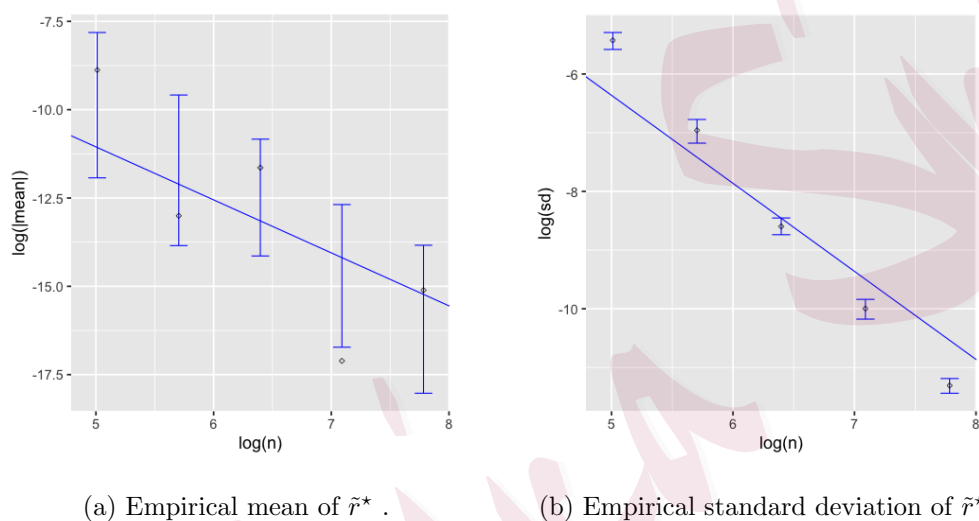 -7.5
-10.0
-12.5
-15.0
-17.5
log(|mean|)
5
6
7
8
log(n)
-6
-8
-10
log(sd)
5
6
7
8
log(n)
(a) Empirical mean of r̃⋆ .
(b) Empirical standard deviation of r̃⋆